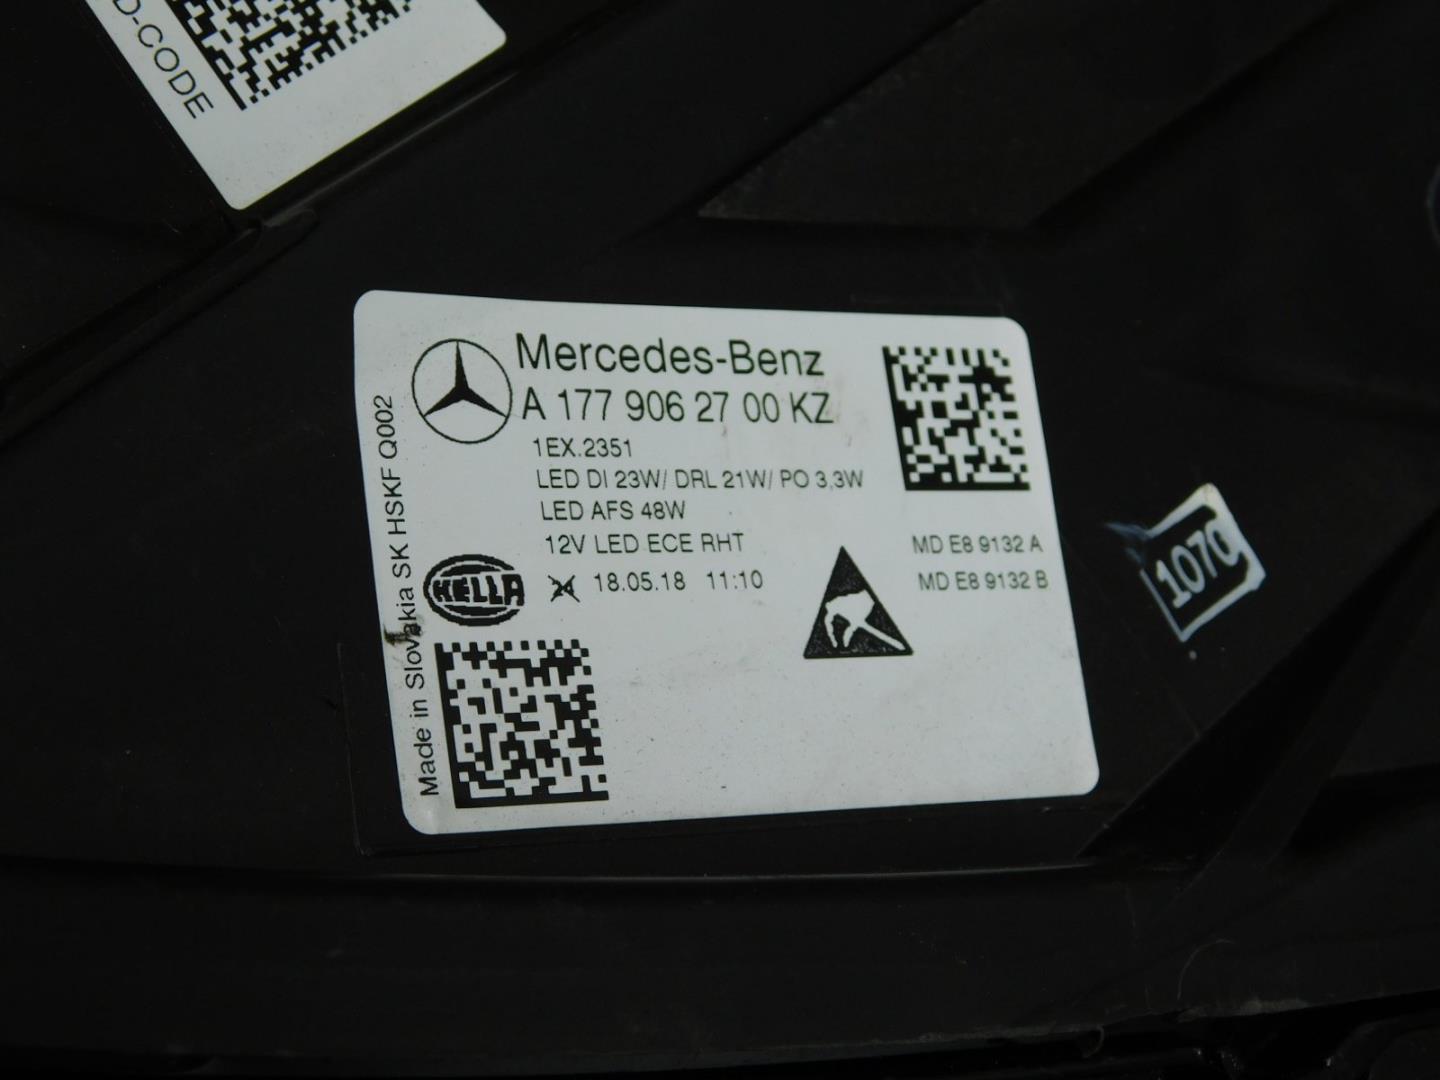 D-CODE
Mercedes-Benz
A 177 906 27 00 KZ
1EX.2351
LED DI 23W/ DRL 21W/ PO 3,3W
LED AFS 48W
12V LED ECE RHT
18.05.18 11:10
MD E8 9132 A
MD E8 9132 B
HELLA
Made in Slovakia SK HSKF Q002
1070